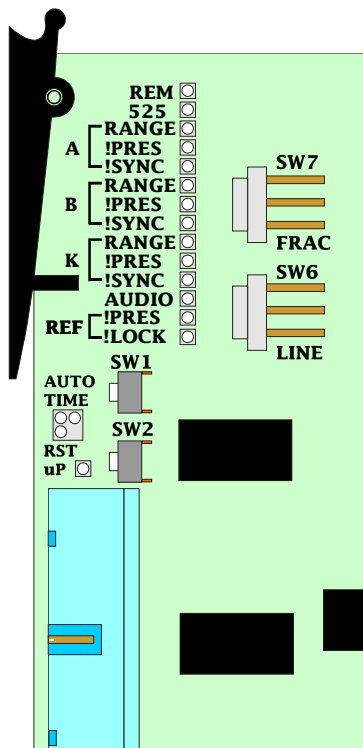 REM
525
A
RANGE
!PRES
!SYNC
B
RANGE
!PRES
!SYNC
K
RANGE
!PRES
!SYNC
AUDIO
REF
!PRES
!LOCK
SW7
FRAC
SW6
LINE
SW1
AUTO
TIME
SW2
RST
uP